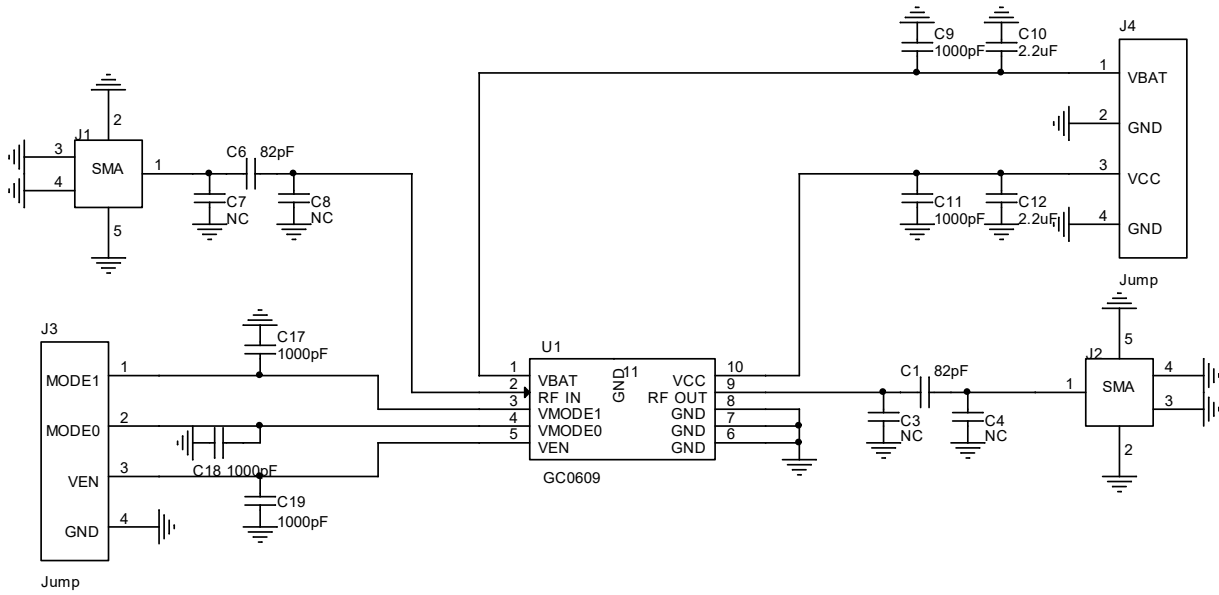 C9
1000pF
C10
2.2uF
J4
1
VBAT
2
GND
3
VCC
4
GND
Jump
C11
1000pF
C12
2.2uF
2
J1
3
4
SMA
1
5
C6 82pF
C7
NC
C8
NC
J3
MODE1
1
MODE0
2
VEN
3
GND
4
Jump
C17
1000pF
C18 1000pF
C19
1000pF
U1
1
VBAT
2
RF IN
3
VMODE1
4
VMODE0
5
VEN
GND
11
VCC
10
RF OUT
9
GND
8
GND
7
GND
6
GC0609
C1 82pF
C3
NC
C4
NC
5
J2
1
SMA
4
3
2